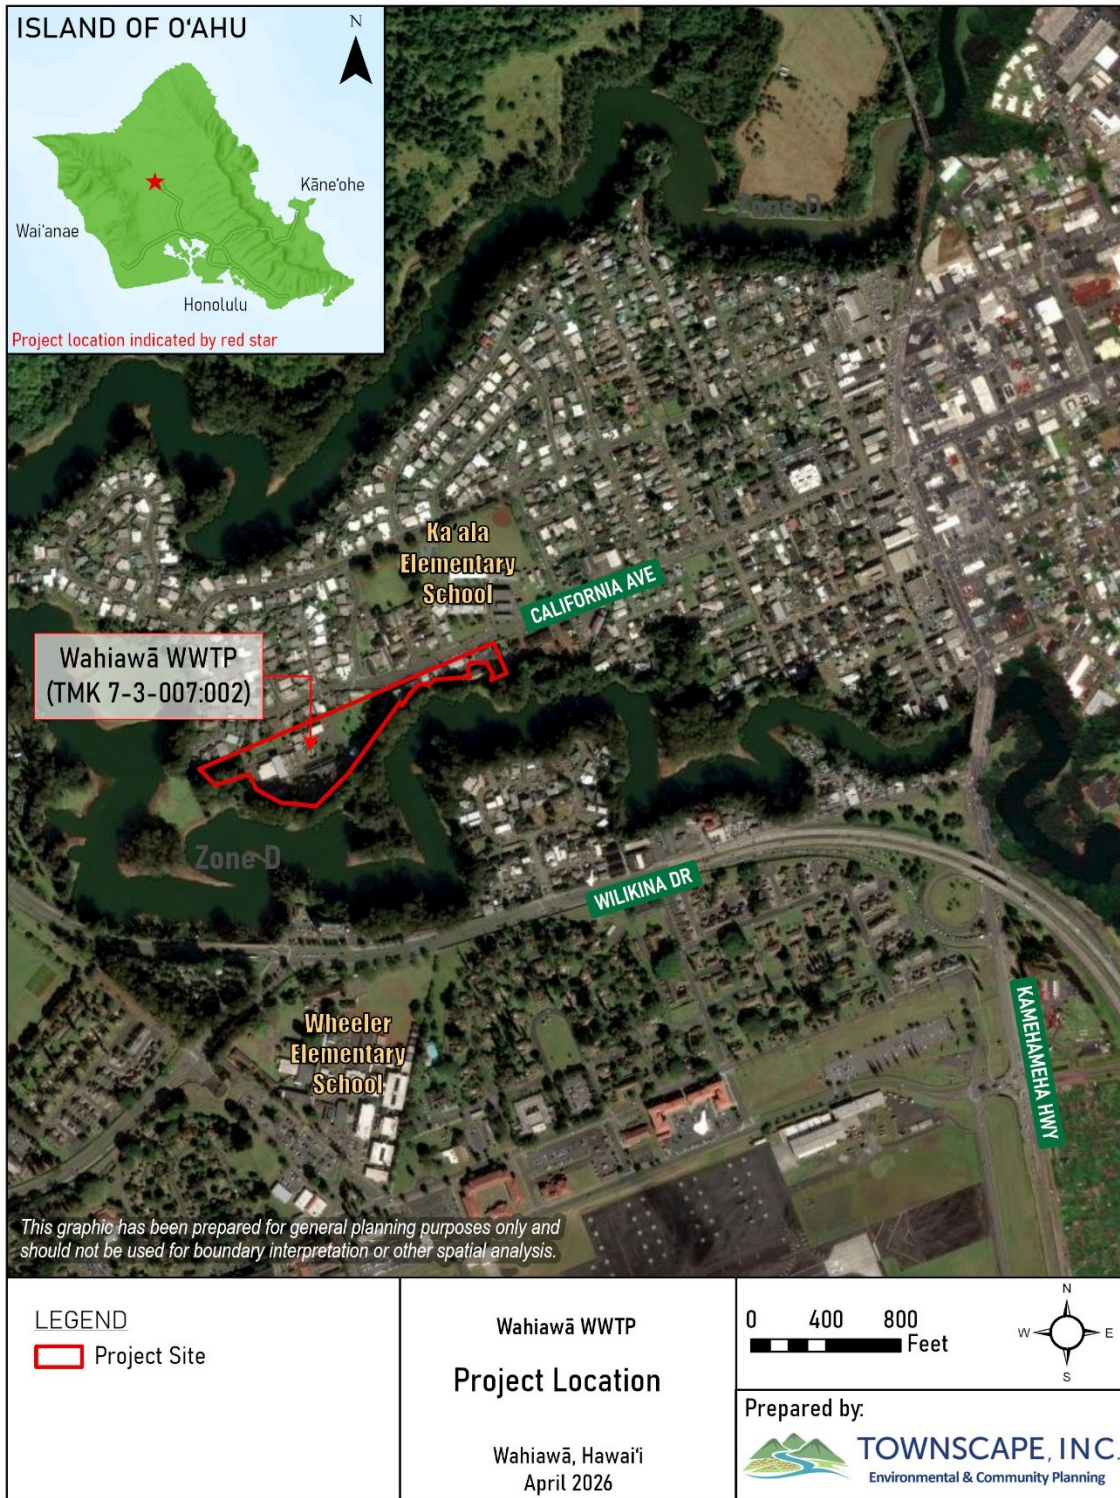 ISLAND OF O‘AHU
N
Kāne‘ohe
Wai‘anae
Honolulu
Project location indicated by red star
Zone D
Ka‘ala
Elementary
School
CALIFORNIA AVE
Wahiawā WWTP
(TMK 7-3-007:002)
Zone D
WILIKINA DR
KAMEHAMEHA HWY
Wheeler
Elementary
School
This graphic has been prepared for general planning purposes only and
should not be used for boundary interpretation or other spatial analysis.
LEGEND
Project Site
Wahiawā WWTP
Project Location
Wahiawā, Hawai‘i
April 2026
0 400 800
Feet
N
W E
S
Prepared by:
TOWNSCAPE, INC.
Environmental & Community Planning